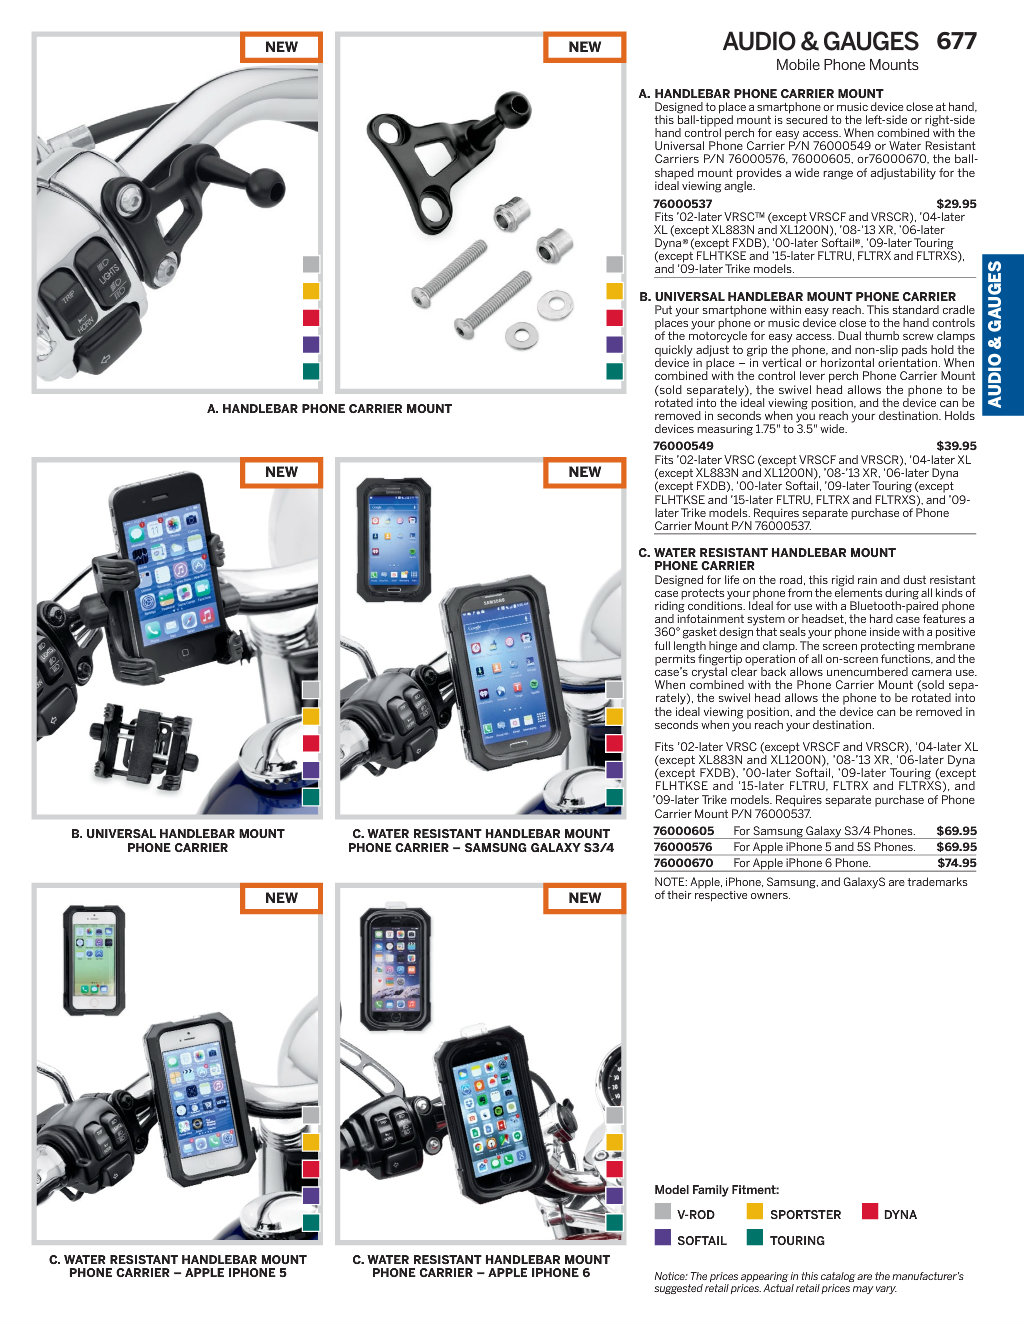 AUDIO & GAUGES 677
Mobile Phone Mounts
NEW
NEW
TRIP
LIGHTS
HORN
A. HANDLEBAR PHONE CARRIER MOUNT
NEW
NEW
B. UNIVERSAL HANDLEBAR MOUNT
PHONE CARRIER
SAMSUNG
C. WATER RESISTANT HANDLEBAR MOUNT
PHONE CARRIER – SAMSUNG GALAXY S3/4
NEW
NEW
C. WATER RESISTANT HANDLEBAR MOUNT
PHONE CARRIER – APPLE IPHONE 5
C. WATER RESISTANT HANDLEBAR MOUNT
PHONE CARRIER – APPLE IPHONE 6
A. HANDLEBAR PHONE CARRIER MOUNT
Designed to place a smartphone or music device close at hand,
this ball-tipped mount is secured to the left-side or right-side
hand control perch for easy access. When combined with the
Universal Phone Carrier P/N 76000549 or Water Resistant
Carriers P/N 76000576, 76000605, or76000670, the ball-
shaped mount provides a wide range of adjustability for the
ideal viewing angle.
76000537 $29.95
Fits '02-later VRSC™ (except VRSCF and VRSCR), '04-later
XL (except XL883N and XL1200N), '08-'13 XR, '06-later
Dyna® (except FXDB), '00-later Softail®, '09-later Touring
(except FLHTKSE and '15-later FLTRU, FLTRX and FLTRXS),
and '09-later Trike models.
B. UNIVERSAL HANDLEBAR MOUNT PHONE CARRIER
Put your smartphone within easy reach. This standard cradle
places your phone or music device close to the hand controls
of the motorcycle for easy access. Dual thumb screw clamps
quickly adjust to grip the phone, and non-slip pads hold the
device in place – in vertical or horizontal orientation. When
combined with the control lever perch Phone Carrier Mount
(sold separately), the swivel head allows the phone to be
rotated into the ideal viewing position, and the device can be
removed in seconds when you reach your destination. Holds
devices measuring 1.75" to 3.5" wide.
76000549 $39.95
Fits '02-later VRSC (except VRSCF and VRSCR), '04-later XL
(except XL883N and XL1200N), '08-'13 XR, '06-later Dyna
(except FXDB), '00-later Softail, '09-later Touring (except
FLHTKSE and '15-later FLTRU, FLTRX and FLTRXS), and '09-
later Trike models. Requires separate purchase of Phone
Carrier Mount P/N 76000537.
C. WATER RESISTANT HANDLEBAR MOUNT
PHONE CARRIER
Designed for life on the road, this rigid rain and dust resistant
case protects your phone from the elements during all kinds of
riding conditions. Ideal for use with a Bluetooth-paired phone
and infotainment system or headset, the hard case features a
360° gasket design that seals your phone inside with a positive
full length hinge and clamp. The screen protecting membrane
permits fingertip operation of all on-screen functions, and the
case's crystal clear back allows unencumbered camera use.
When combined with the Phone Carrier Mount (sold sepa-
rately), the swivel head allows the phone to be rotated into
the ideal viewing position, and the device can be removed in
seconds when you reach your destination.
Fits '02-later VRSC (except VRSCF and VRSCR), '04-later XL
(except XL883N and XL1200N), '08-'13 XR, '06-later Dyna
(except FXDB), '00-later Softail, '09-later Touring (except
FLHTKSE and '15-later FLTRU, FLTRX and FLTRXS), and
'09-later Trike models. Requires separate purchase of Phone
Carrier Mount P/N 76000537.
76000605 For Samsung Galaxy S3/4 Phones. $69.95
76000576 For Apple iPhone 5 and 5S Phones. $69.95
76000670 For Apple iPhone 6 Phone. $74.95
NOTE: Apple, iPhone, Samsung, and GalaxyS are trademarks
of their respective owners.
AUDIO & GAUGES
Model Family Fitment:
V-ROD SPORTSTER DYNA
SOFTAIL TOURING
Notice: The prices appearing in this catalog are the manufacturer's
suggested retail prices. Actual retail prices may vary.